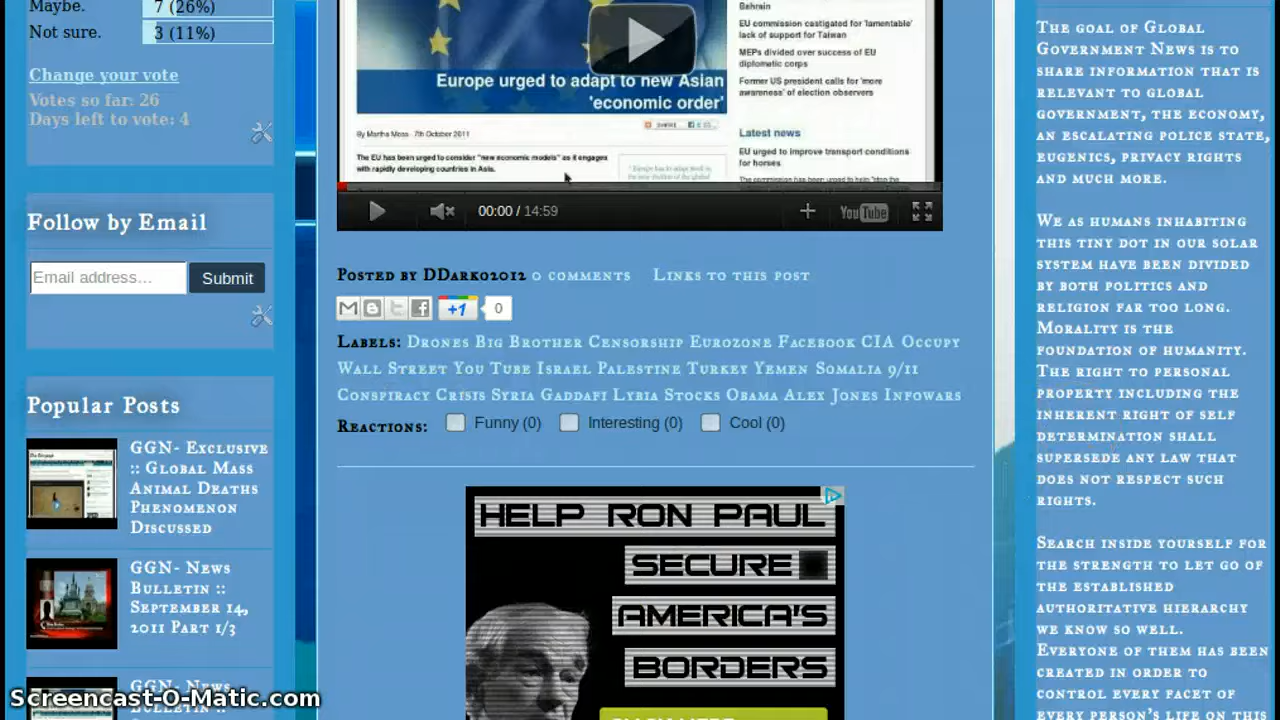 Maybe. 7 (26%)
Not sure. 3 (11%)
Change your vote
Votes so far: 26
Days left to vote: 4
Follow by Email
Email address...
Submit
Popular Posts
GGN- Exclusive
:: Global Mass
Animal Deaths
Phenomenon
Discussed
GGN- News
Bulletin ::
September 14,
2011 Part 1/3
Screencast-O-Matic.com
Europe urged to adapt to new Asian
'economic order'
By Martha Moss - 7th October 2011
The EU has been urged to consider "new economic models" as it engages
with rapidly developing countries in Asia.
Bahrain
EU commission castigated for 'lamentable'
lack of support for Taiwan
MEPs divided over success of EU
diplomatic corps
Former US president calls for 'more
awareness' of election observers
Latest news
EU urged to improve transport conditions
for horses
00:00 / 14:59
YouTube
Posted by DDark02012 0 comments Links to this post
+1 0
Labels: Drones Big Brother Censorship Eurozone Facebook CIA Occupy
Wall Street You Tube Israel Palestine Turkey Yemen Somalia 9/11
Conspiracy Crisis Syria Gaddafi Lybia Stocks Obama Alex Jones Infowars
Reactions: Funny (0) Interesting (0) Cool (0)
HELP RON PAUL
SECURE
AMERICA'S
BORDERS
The goal of Global
Government News is to
share information that is
relevant to global
government, the economy,
an escalating police state,
eugenics, privacy rights
and much more.
We as humans inhabiting
this tiny dot in our solar
system have been divided
by both politics and
religion far too long.
Morality is the
foundation of humanity.
The right to personal
property including the
inherent right of self
determination shall
supersede any law that
does not respect such
rights.
Search inside yourself for
the strength to let go of
the established
authoritative hierarchy
we know so well.
Everyone of them has been
created in order to
control every facet of
every person's life